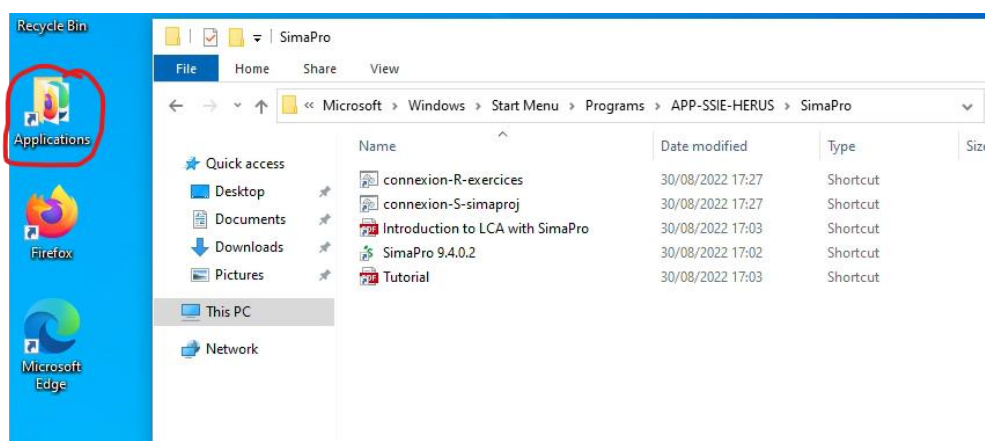 Recycle Bin
Applications
Firefox
Microsoft
Edge
SimaPro
File Home Share View
« Microsoft > Windows > Start Menu > Programs > APP-SSIE-HERUS > SimaPro
Quick access
Desktop
Documents
Downloads
Pictures
This PC
Network
Name Date modified Type Size
connexion-R-exercices 30/08/2022 17:27 Shortcut
connexion-S-simaproj 30/08/2022 17:27 Shortcut
PDF Introduction to LCA with SimaPro 30/08/2022 17:03 Shortcut
SimaPro 9.4.0.2 30/08/2022 17:02 Shortcut
PDF Tutorial 30/08/2022 17:03 Shortcut